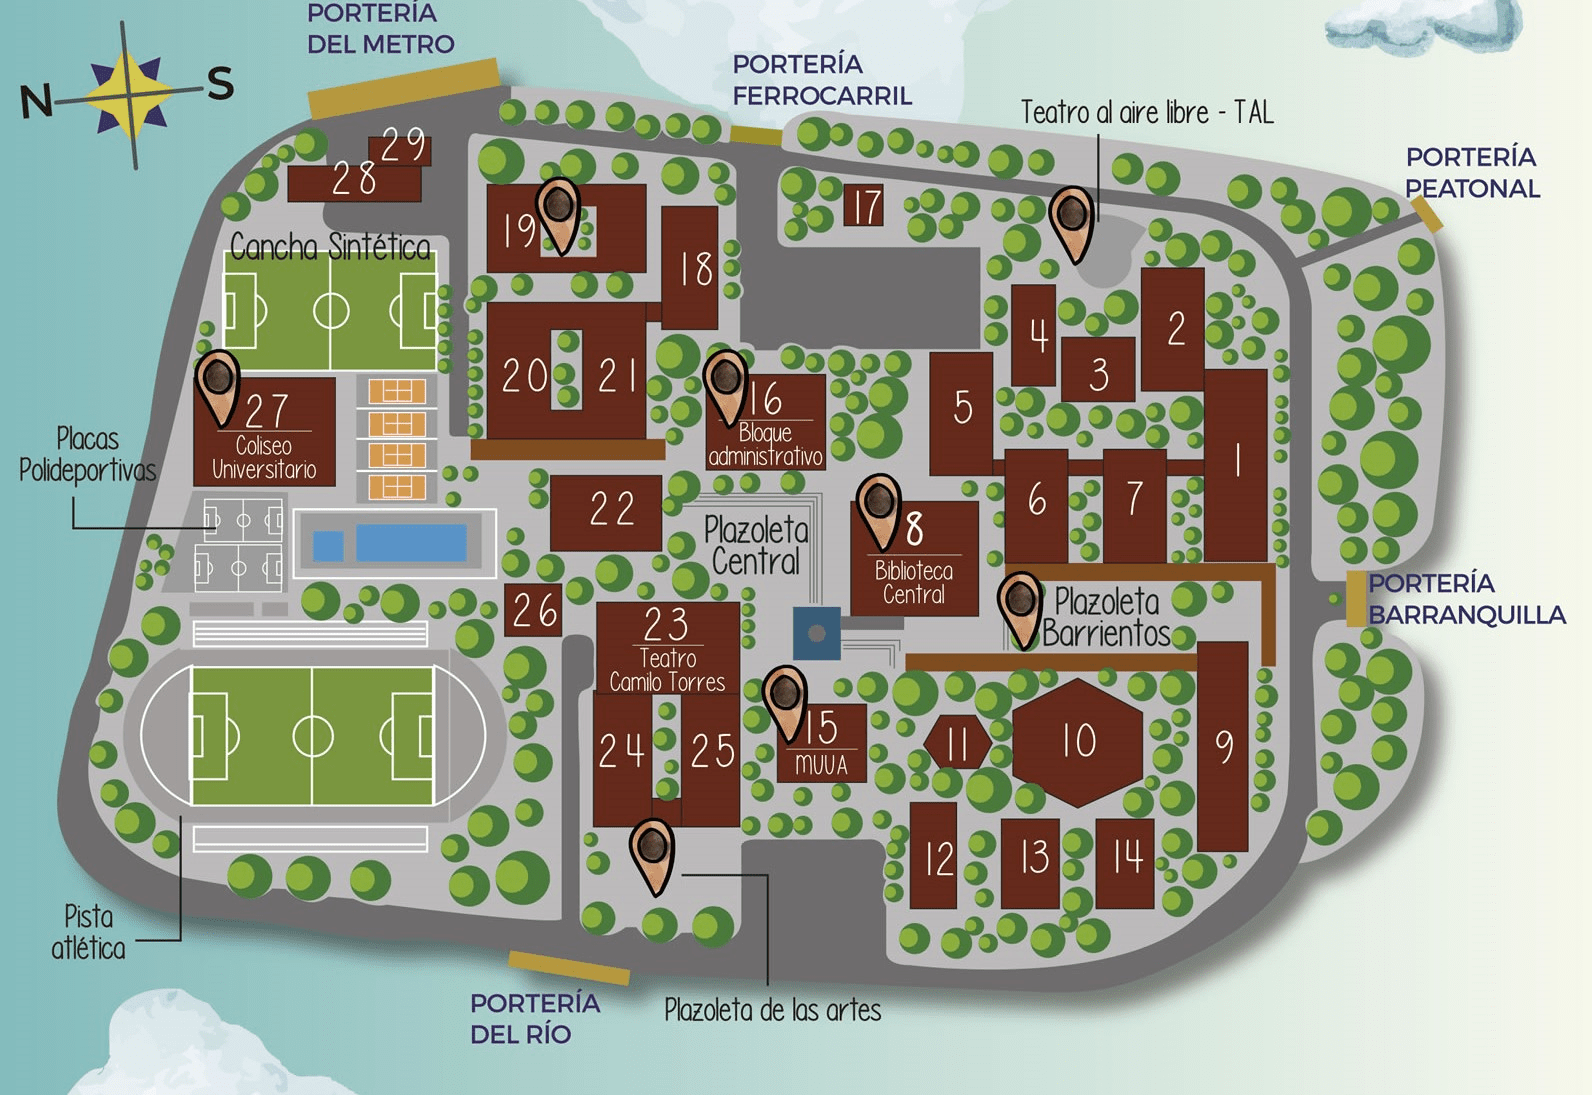 PORTERÍA
DEL METRO
N
S
PORTERÍA
FERROCARRIL
Teatro al aire libre - TAL
PORTERÍA
PEATONAL
29
28
19
17
18
Cancha Sintética
2
4
3
20
21
16
Bloque
administrativo
5
1
27
Coliseo
Universitario
Placas
Polideportivas
22
6
7
Plazoleta
Central
8
Biblioteca
Central
26
Plazoleta
Barrientos
PORTERÍA
BARRANQUILLA
23
Teatro
Camilo Torres
24
25
15
MUUA
11
10
9
12
13
14
Pista
atlética
PORTERÍA
DEL RÍO
Plazoleta de las artes